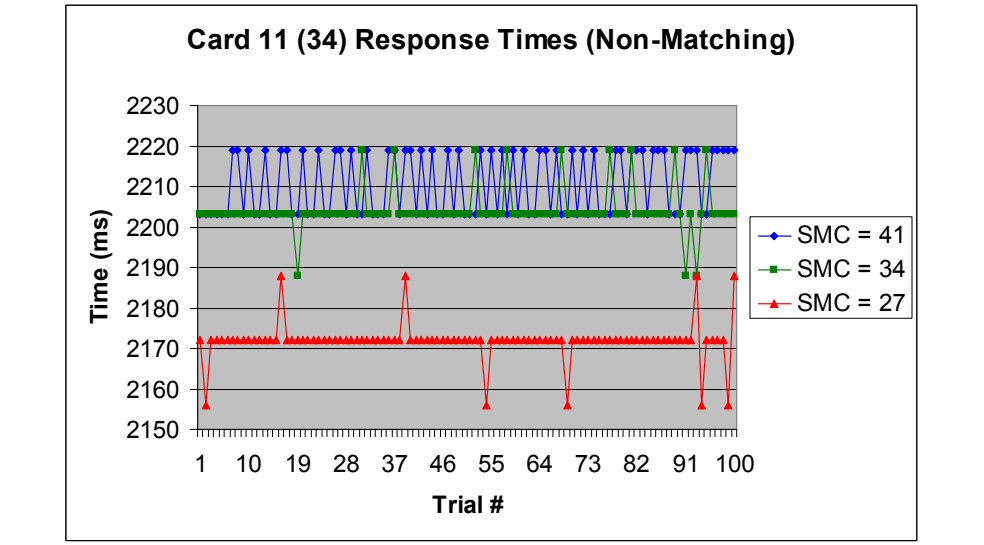 Card 11 (34) Response Times (Non-Matching)
2230
2220
2210
2200
2190
2180
2170
2160
2150
Time (ms)
1 10 19 28 37 46 55 64 73 82 91 100
Trial #
SMC = 41
SMC = 34
SMC = 27